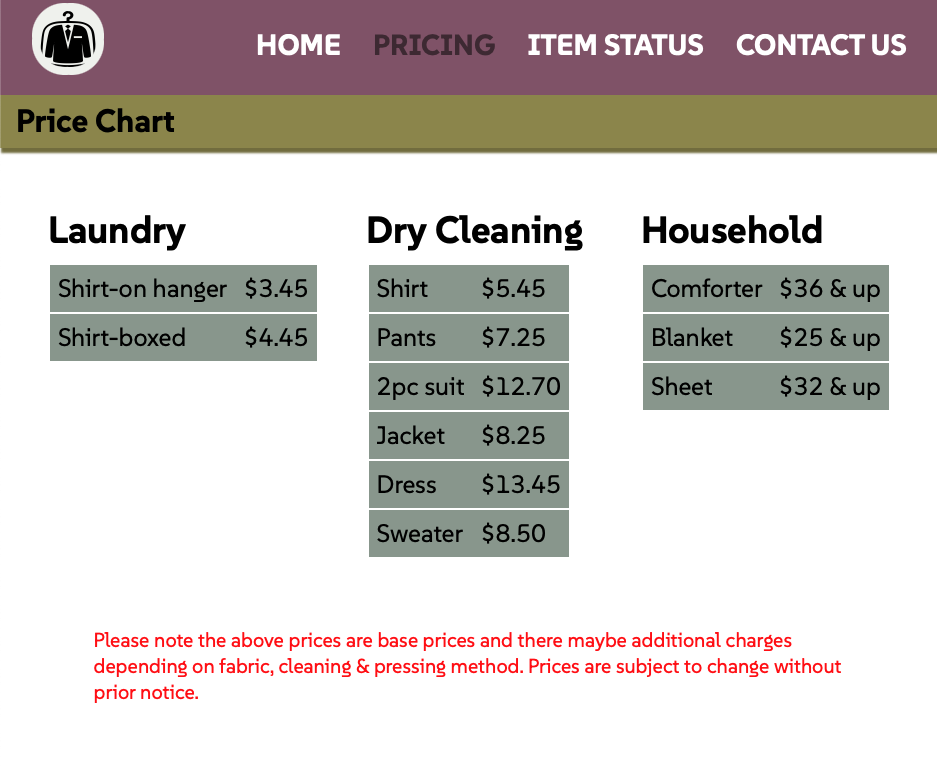 HOME PRICING ITEM STATUS CONTACT US
Price Chart
Laundry
Shirt-on hanger $3.45
Shirt-boxed $4.45
Dry Cleaning
Shirt $5.45
Pants $7.25
2pc suit $12.70
Jacket $8.25
Dress $13.45
Sweater $8.50
Household
Comforter $36 & up
Blanket $25 & up
Sheet $32 & up
Please note the above prices are base prices and there maybe additional charges
depending on fabric, cleaning & pressing method. Prices are subject to change without
prior notice.